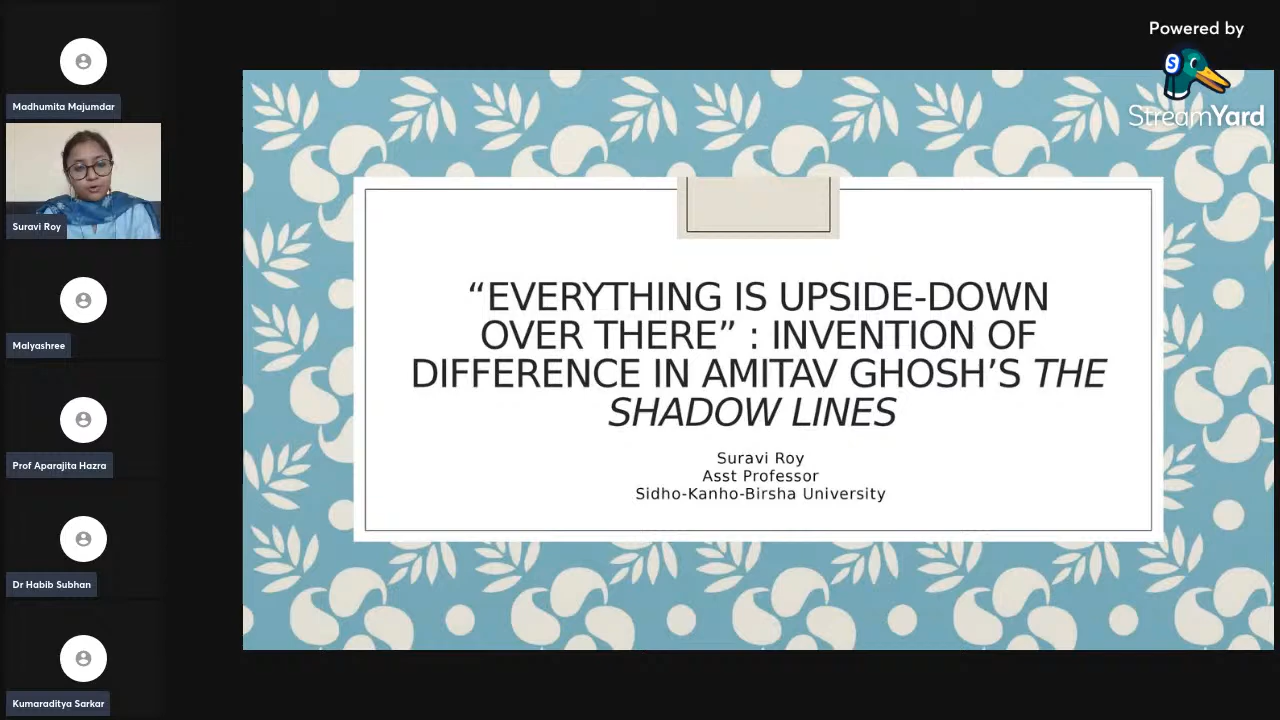 Powered by
S
StreamYard
Madhumita Majumdar
Suravi Roy
Malyashree
Prof Aparajita Hazra
Dr Habib Subhan
Kumaraditya Sarkar
“EVERYTHING IS UPSIDE-DOWN
OVER THERE” : INVENTION OF
DIFFERENCE IN AMITAV GHOSH’S THE
SHADOW LINES
Suravi Roy
Asst Professor
Sidho-Kanho-Birsha University